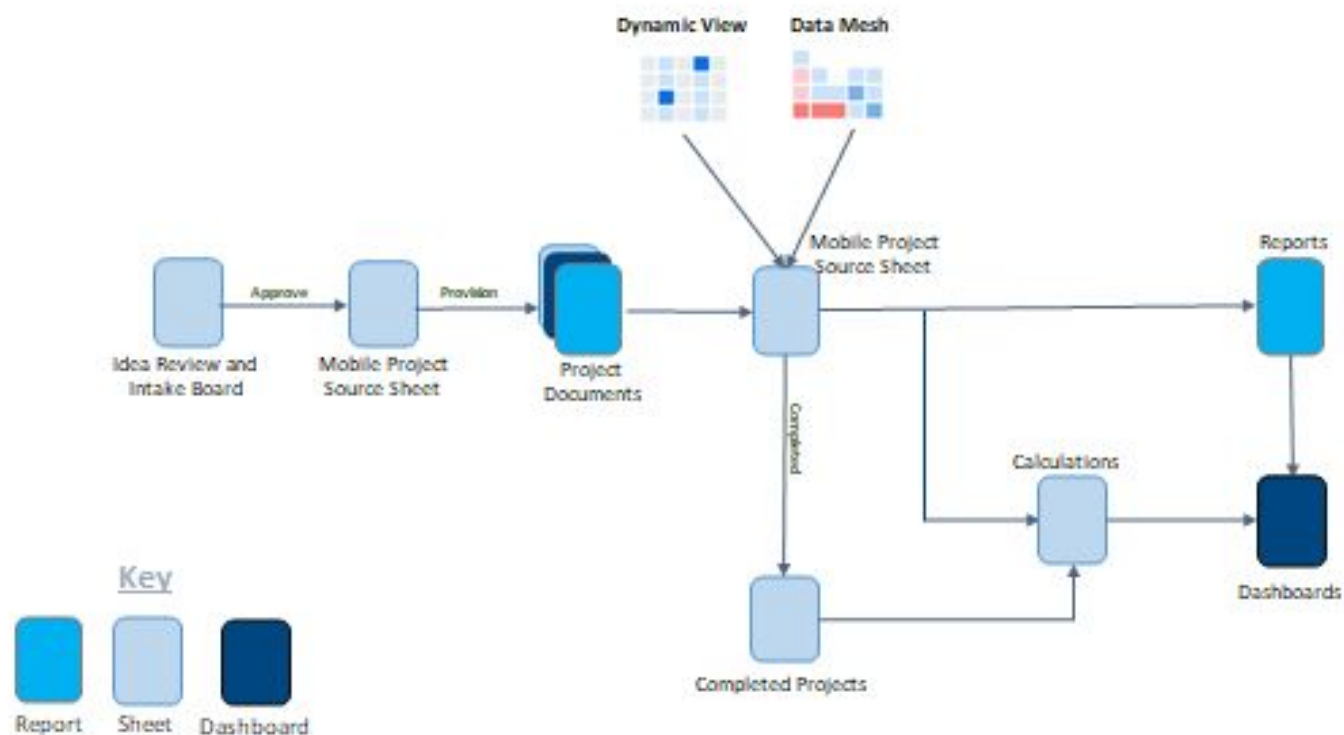 Dynamic View
Data Mesh
Mobile Project
Source Sheet
Reports
Approve
Provision
Idea Review and
Intake Board
Mobile Project
Source Sheet
Project
Documents
Completed
Calculations
Dashboards
Completed Projects
Key
Report
Sheet
Dashboard